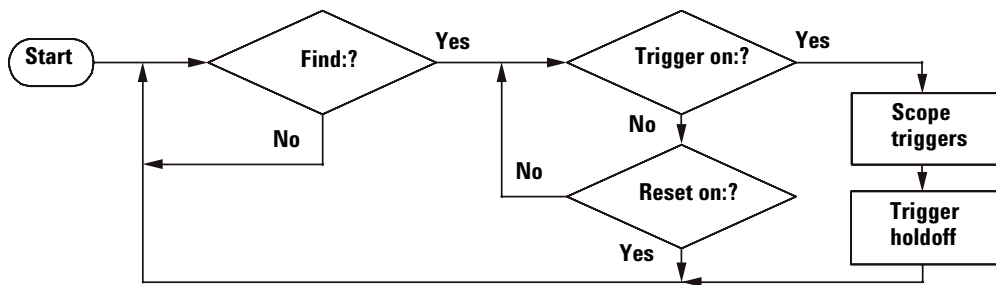 Start
Find:?
Yes
No
Trigger on:?
Yes
No
Reset on:?
No
Yes
Scope
triggers
Trigger
holdoff